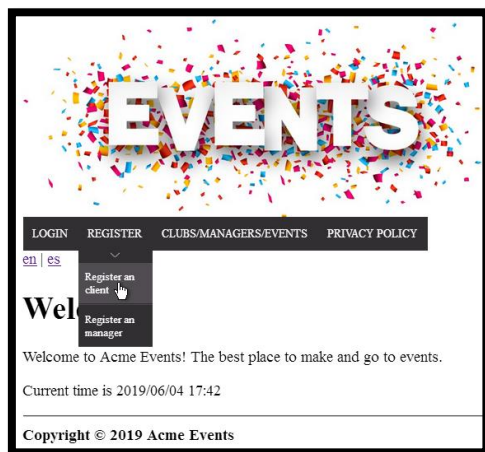 EVENTS
LOGIN REGISTER CLUBS/MANAGERS/EVENTS PRIVACY POLICY
en | es
Register an
client
Register an
manager
Welcome to Acme Events! The best place to make and go to events.
Current time is 2019/06/04 17:42
Copyright © 2019 Acme Events